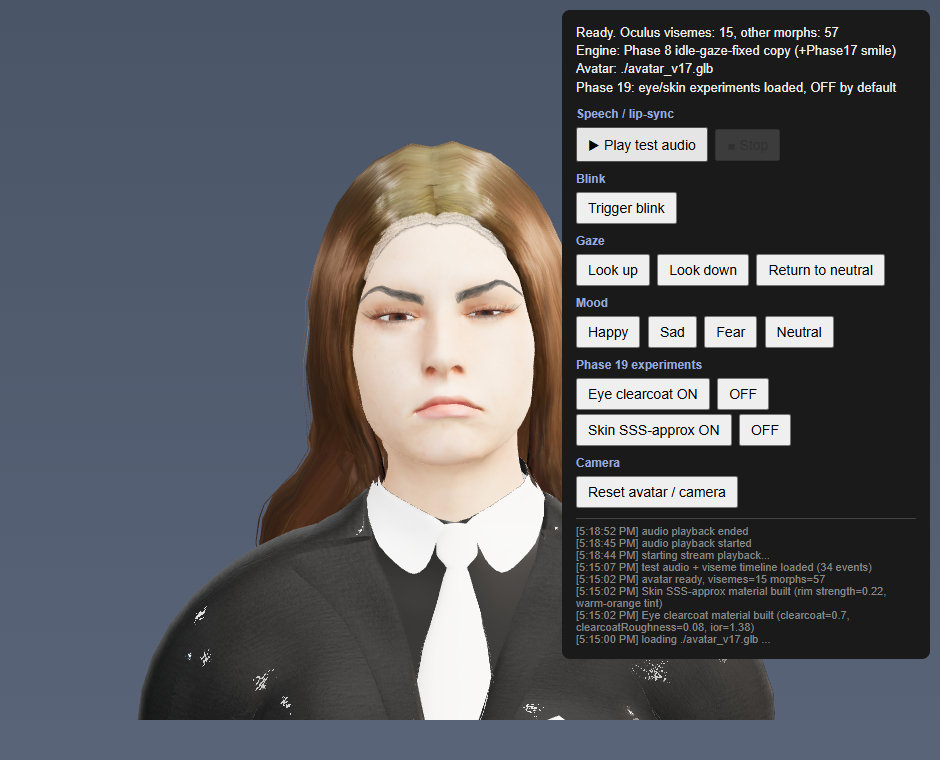 Ready. Oculus visemes: 15, other morphs: 57
Engine: Phase 8 idle-gaze-fixed copy (+Phase17 smile)
Avatar: ./avatar_v17.glb
Phase 19: eye/skin experiments loaded, OFF by default
Speech / lip-sync
▶ Play test audio ■ Stop
Blink
Trigger blink
Gaze
Look up Look down Return to neutral
Mood
Happy Sad Fear Neutral
Phase 19 experiments
Eye clearcoat ON OFF
Skin SSS-approx ON OFF
Camera
Reset avatar / camera
[5:18:52 PM] audio playback ended
[5:18:45 PM] audio playback started
[5:18:44 PM] starting stream playback...
[5:15:07 PM] test audio + viseme timeline loaded (34 events)
[5:15:02 PM] avatar ready, visemes=15 morphs=57
[5:15:02 PM] Skin SSS-approx material built (rim strength=0.22,
warm-orange tint)
[5:15:02 PM] Eye clearcoat material built (clearcoat=0.7,
clearcoatRoughness=0.08, ior=1.38)
[5:15:00 PM] loading ./avatar_v17.glb ...